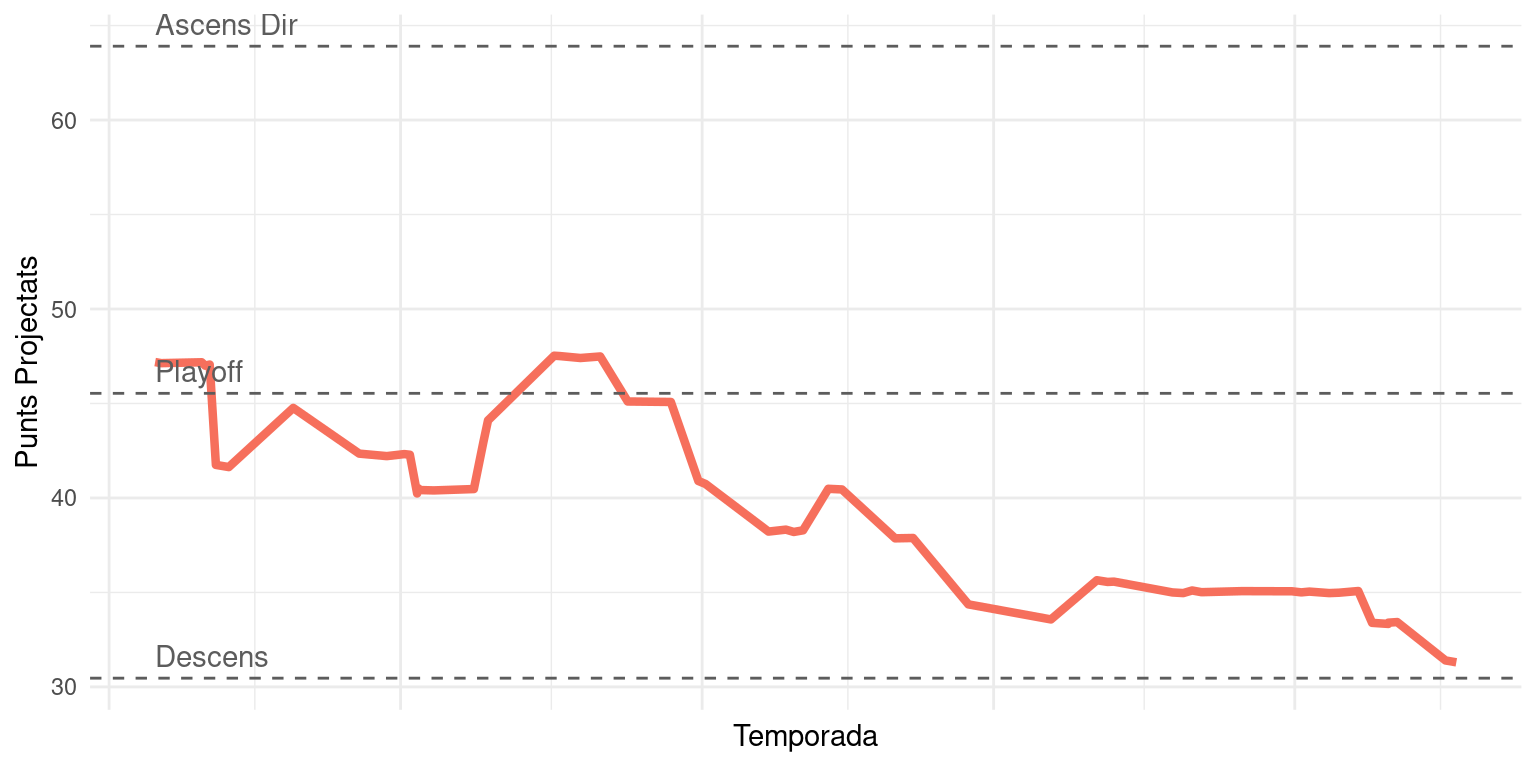 Ascens Dir
60
50
Playoff
40
Descens
30
Punts Projectats
Temporada